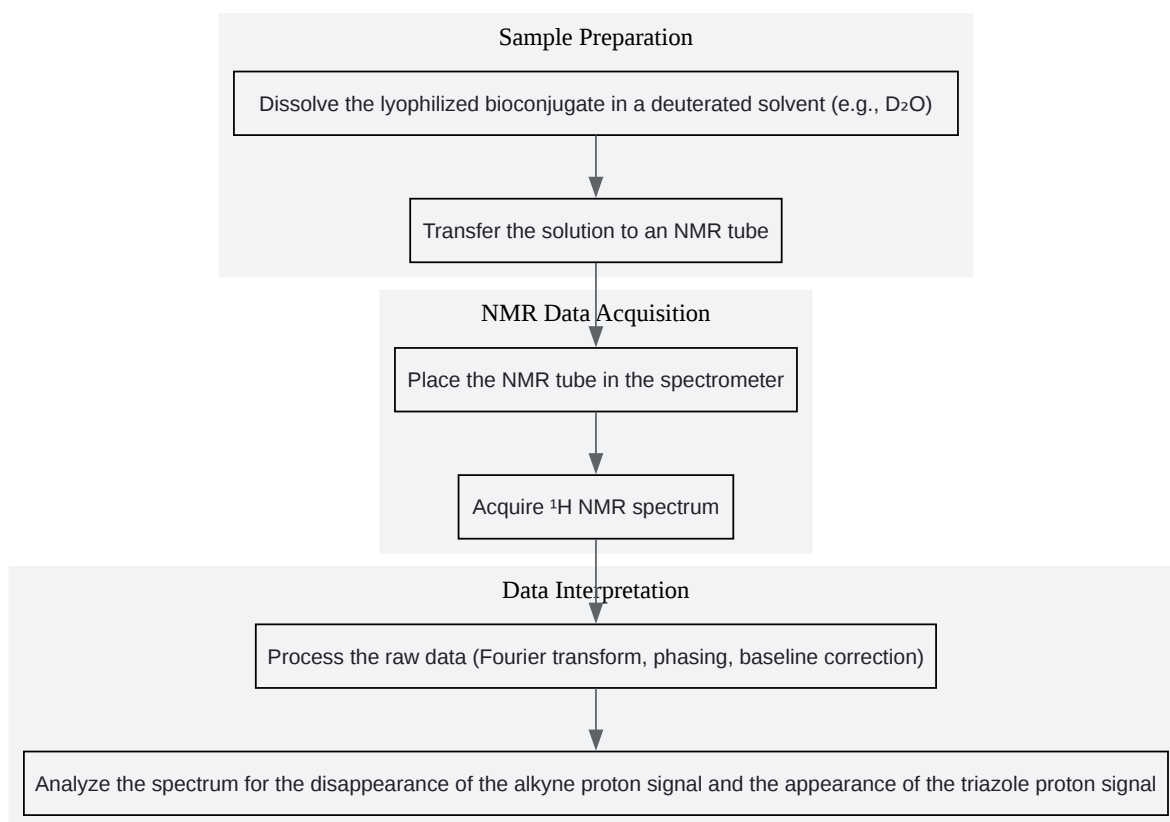 Sample Preparation
Dissolve the lyophilized bioconjugate in a deuterated solvent (e.g., D₂O)
Transfer the solution to an NMR tube
NMR Data Acquisition
Place the NMR tube in the spectrometer
Acquire ¹H NMR spectrum
Data Interpretation
Process the raw data (Fourier transform, phasing, baseline correction)
Analyze the spectrum for the disappearance of the alkyne proton signal and the appearance of the triazole proton signal